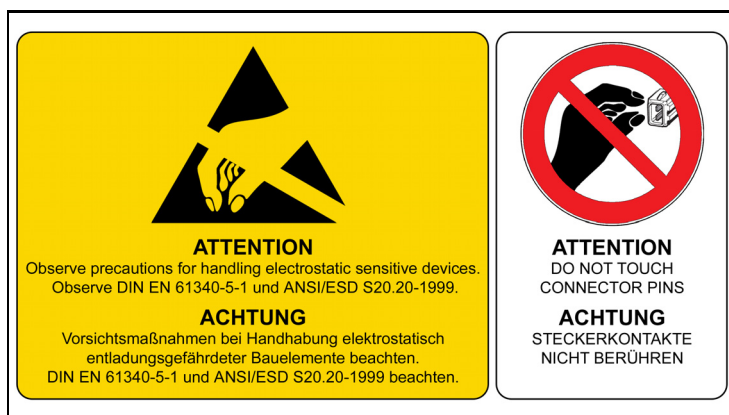 ATTENTION
Observe precautions for handling electrostatic sensitive devices.
Observe DIN EN 61340-5-1 und ANSI/ESD S20.20-1999.
ACHTUNG
Vorsichtsmaßnahmen bei Handhabung elektrostatisch
entladungsgefährdeter Bauelemente beachten.
DIN EN 61340-5-1 und ANSI/ESD S20.20-1999 beachten.
ATTENTION
DO NOT TOUCH
CONNECTOR PINS
ACHTUNG
STECKERKONTAKTE
NICHT BERÜHREN